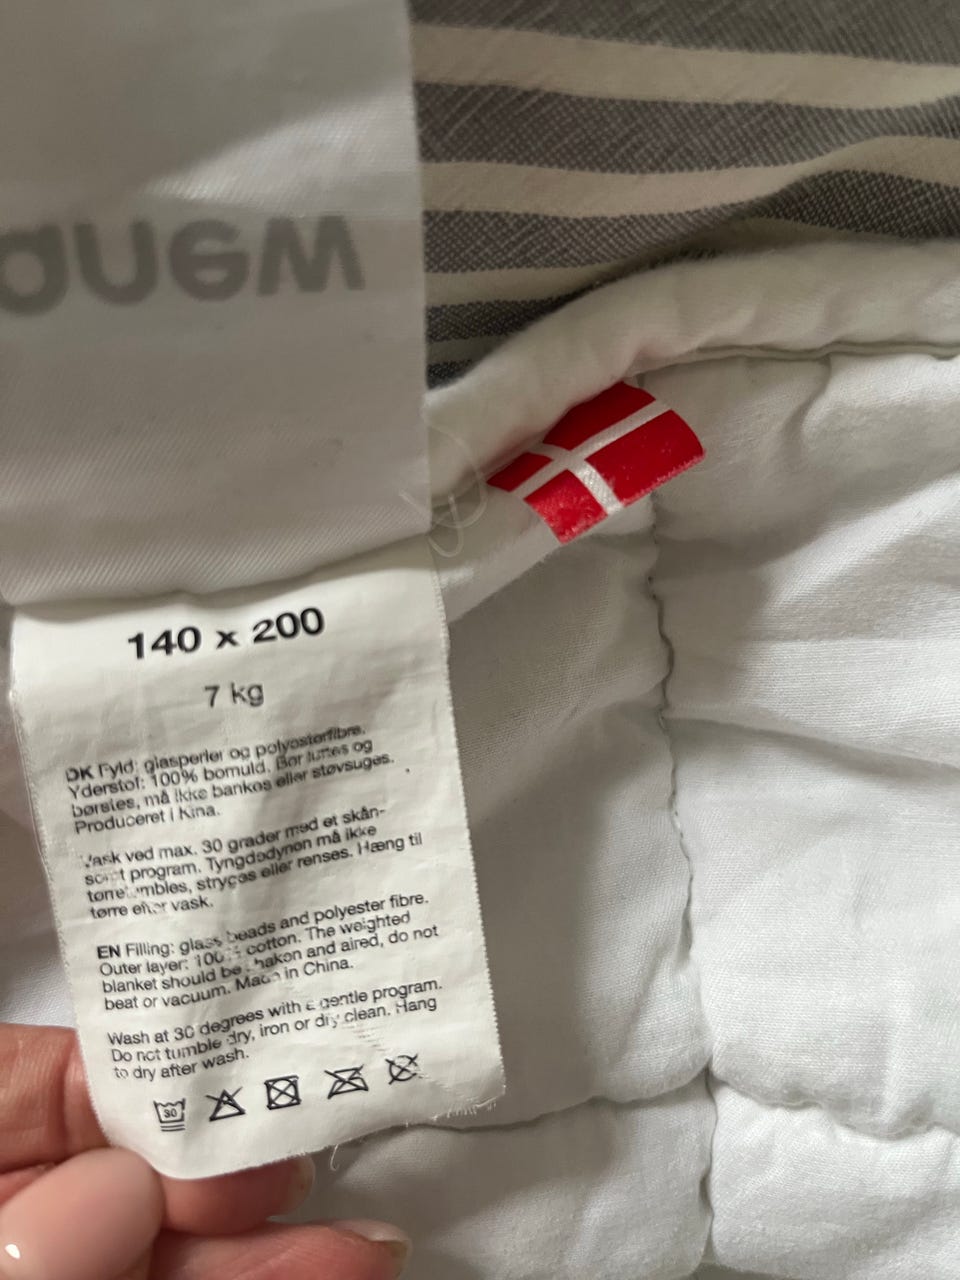 anew
140 x 200
7 kg
DK Fyld: glasperler og polyesterfibre.
Yderstof: 100% bomuld. Bør luftes og
børstes, må ikke bankes eller støvsuges.
Produceret i Kina.
Vask ved max. 30 grader med et skån-
somt program. Tyngdedynen må ikke
tørretumbles, stryges eller renses. Hæng til
tørre efter vask.
EN Filling: glass beads and polyester fibre.
Outer layer: 100% cotton. The weighted
blanket should be shaken and aired, do not
beat or vacuum. Made in China.
Wash at 30 degrees with a gentle program.
Do not tumble dry, iron or dry clean. Hang
to dry after wash.
30